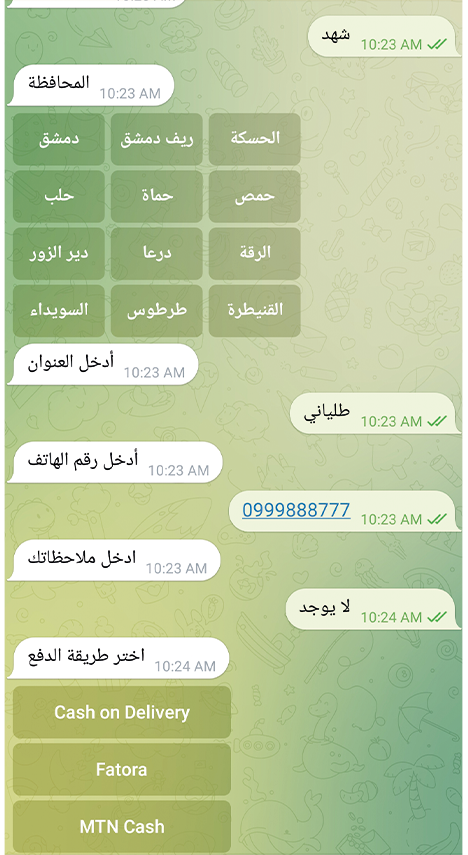 شهد
10:23 AM
المحافظة
10:23 AM
دمشق ريف دمشق الحسكة
حلب حماة حمص
دير الزور درعا الرقة
السويداء طرطوس القنيطرة
أدخل العنوان
10:23 AM
طلياني
10:23 AM
أدخل رقم الهاتف
10:23 AM
0999888777
10:23 AM
ادخل ملاحظاتك
10:23 AM
لا يوجد
10:24 AM
اختر طريقة الدفع
10:24 AM
Cash on Delivery
Fatora
MTN Cash